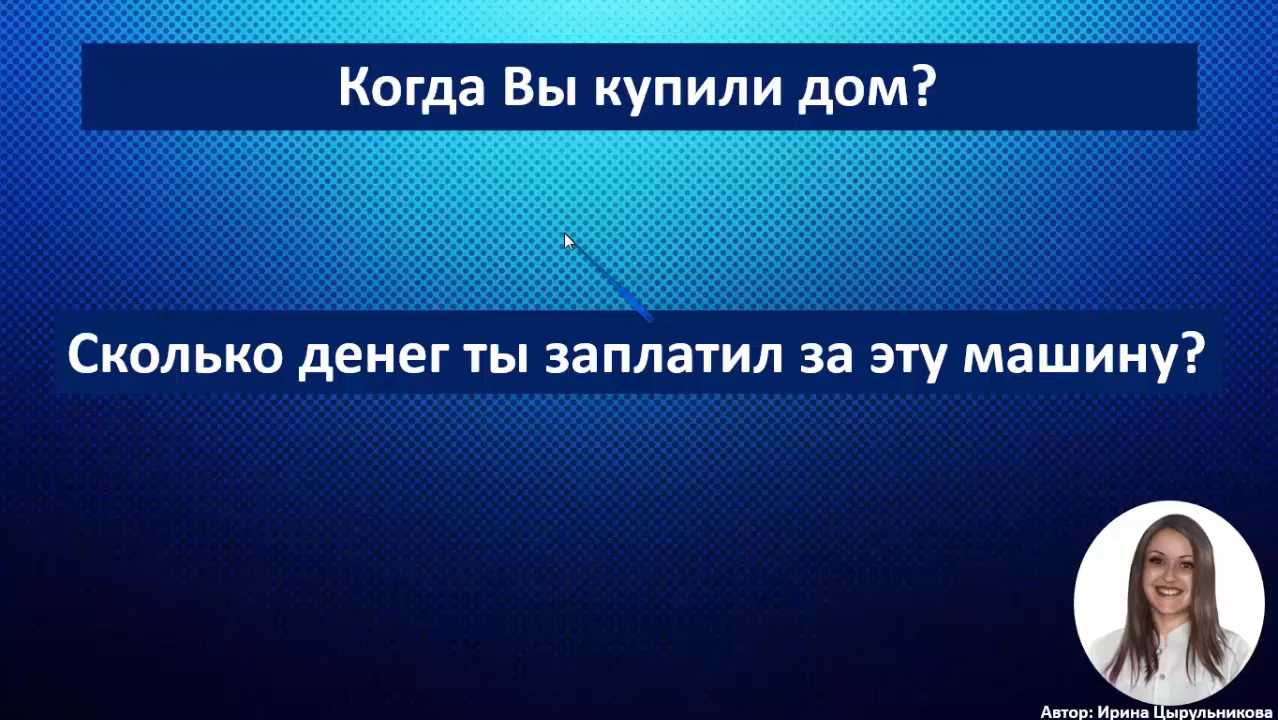 Когда Вы купили дом?
Сколько денег ты заплатил за эту машину?
Автор: Ирина Цырульникова